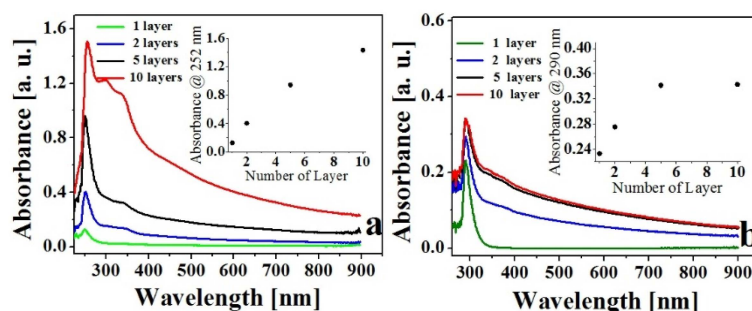 1 layer
2 layers
5 layers
10 layers
Absorbance @ 252 nm
1.5
1.0
0.5
0.0
2 4 6 8 10
Number of Layer
Absorbance [a. u.]
1.6
1.2
0.8
0.4
0.0
300 400 500 600 700 800 900
Wavelength [nm]
a
1 layer
2 layers
5 layers
10 layer
Absorbance @ 290 nm
0.40
0.36
0.32
0.28
0.24
2 4 6 8 10
Number of Layer
Absorbance [a. u.]
0.6
0.4
0.2
0.0
300 400 500 600 700 800 900
Wavelength [nm]
b